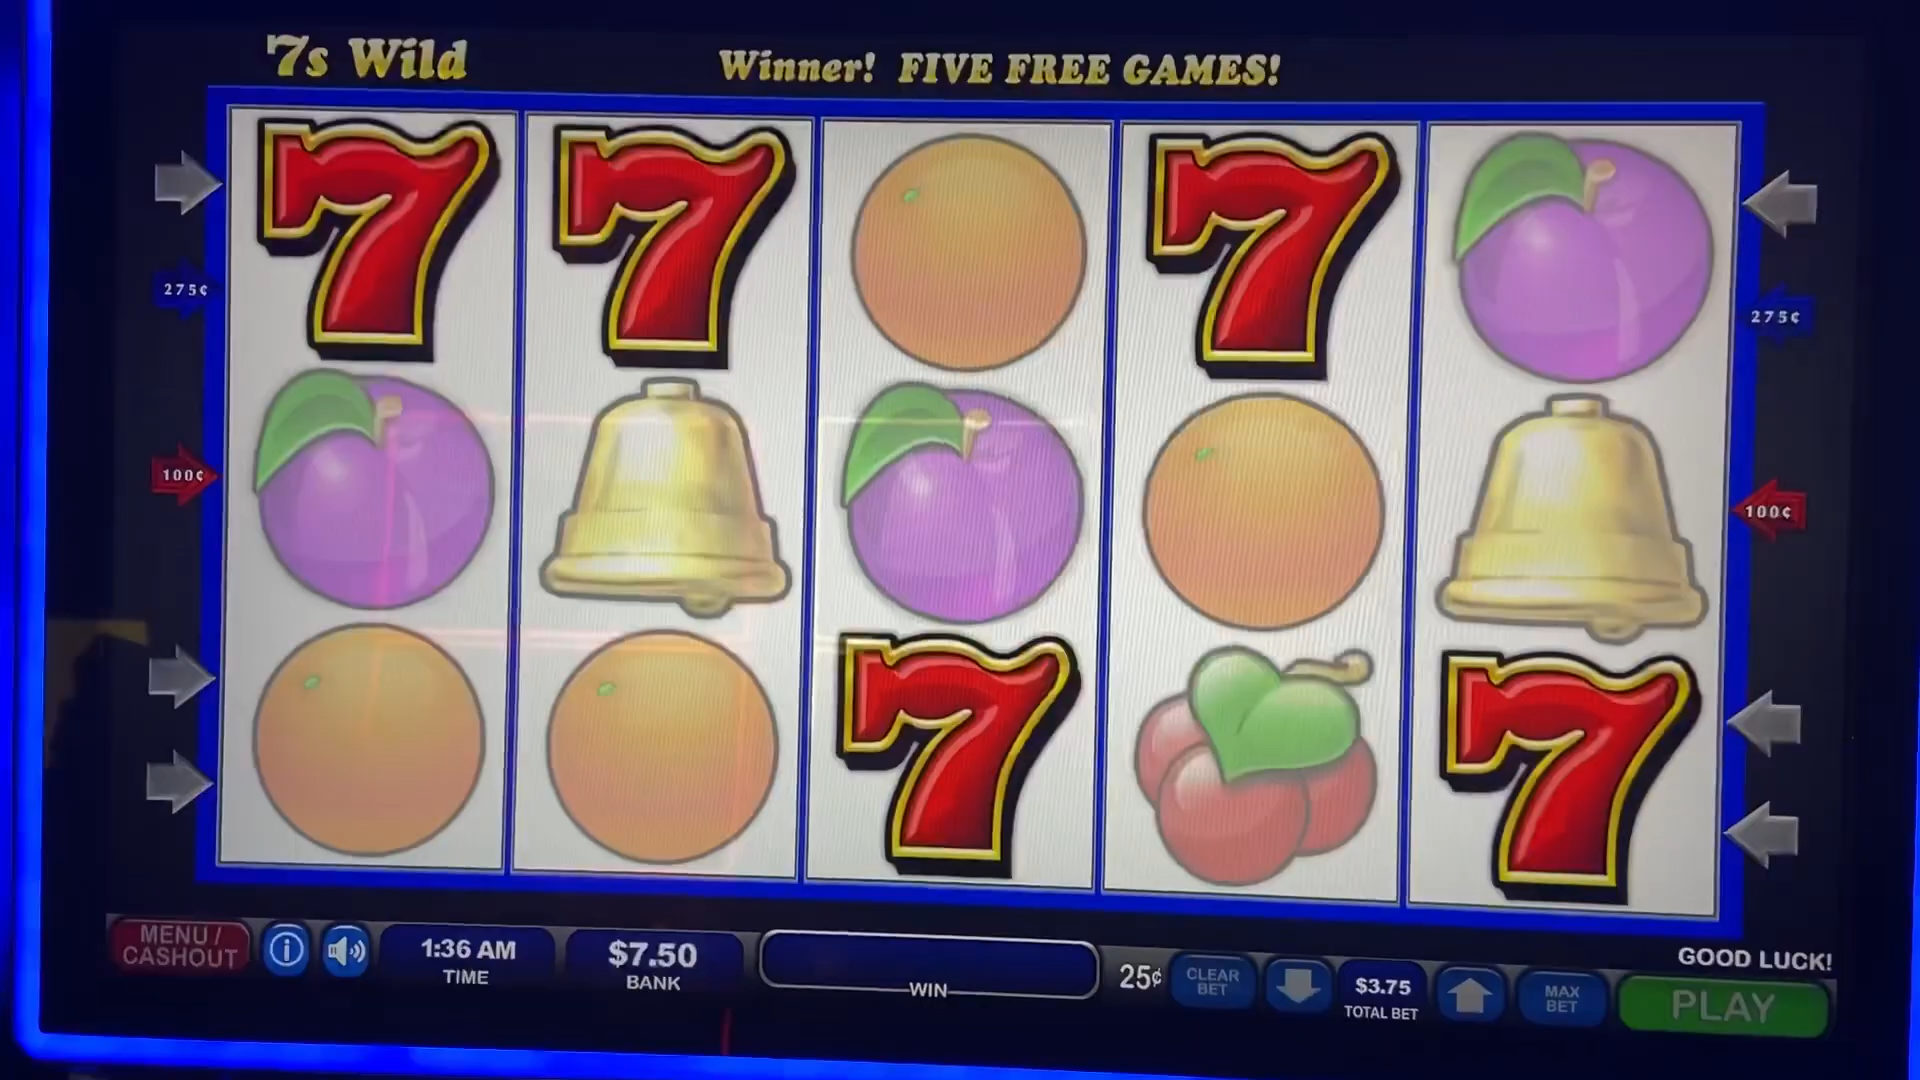 7s Wild
Winner! FIVE FREE GAMES!
275¢
275¢
100¢
100¢
MENU /
CASHOUT
1:36 AM
TIME
$7.50
BANK
WIN
25¢
CLEAR
BET
$3.75
TOTAL BET
MAX
BET
GOOD LUCK!
PLAY